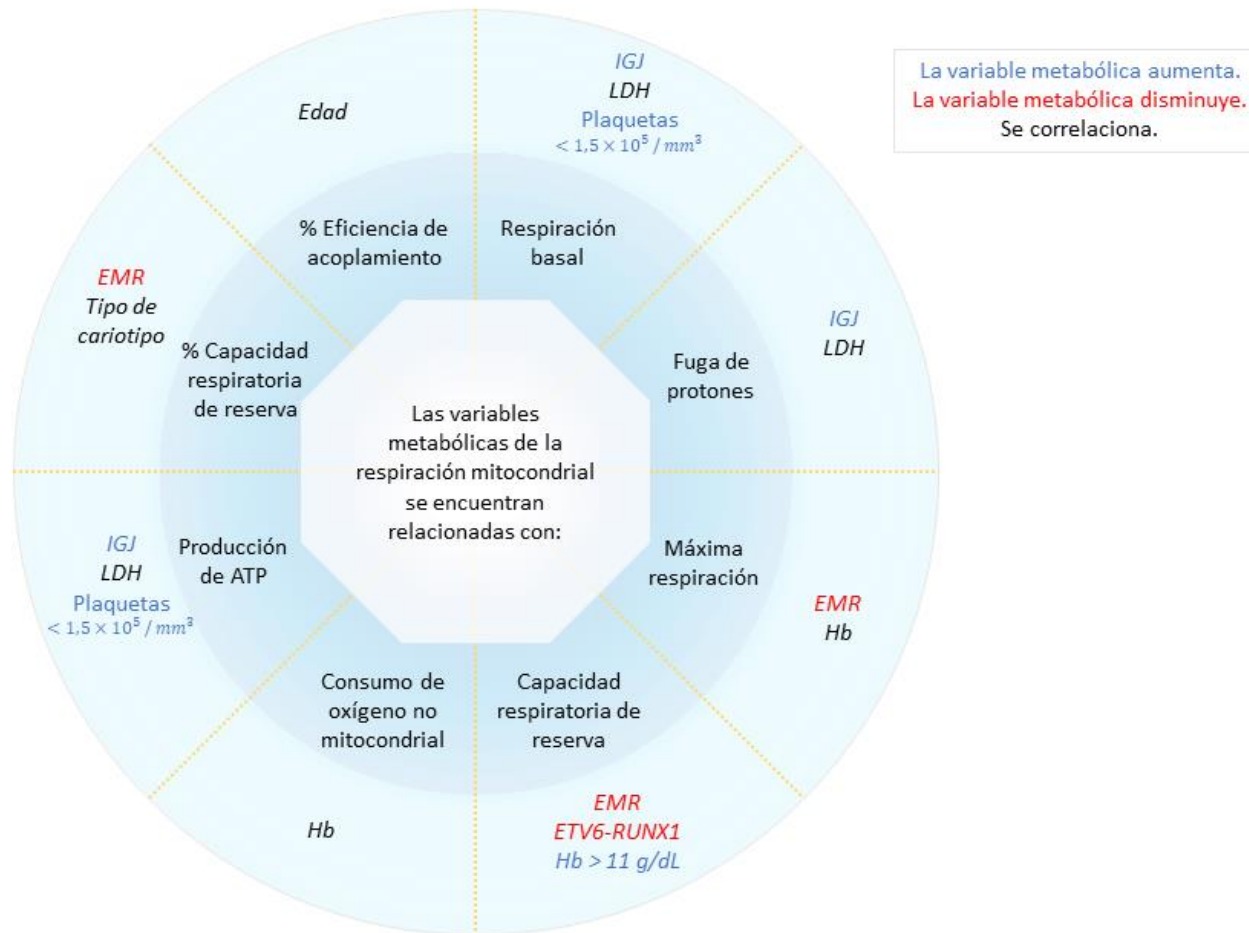 La variable metabólica aumenta.
La variable metabólica disminuye.
Se correlaciona.
Las variables
metabólicas de la
respiración mitocondrial
se encuentran
relacionadas con:
IGJ
LDH
Plaquetas
< 1,5 × 10⁵ / mm³
Respiración
basal
IGJ
LDH
Fuga de
protones
EMR
Hb
Máxima
respiración
Capacidad
respiratoria de
reserva
EMR
ETV6-RUNX1
Hb > 11 g/dL
Consumo de
oxígeno no
mitocondrial
Hb
Producción
de ATP
IGJ
LDH
Plaquetas
< 1,5 × 10⁵ / mm³
% Capacidad
respiratoria
de reserva
EMR
Tipo de
cariotipo
% Eficiencia de
acoplamiento
Edad